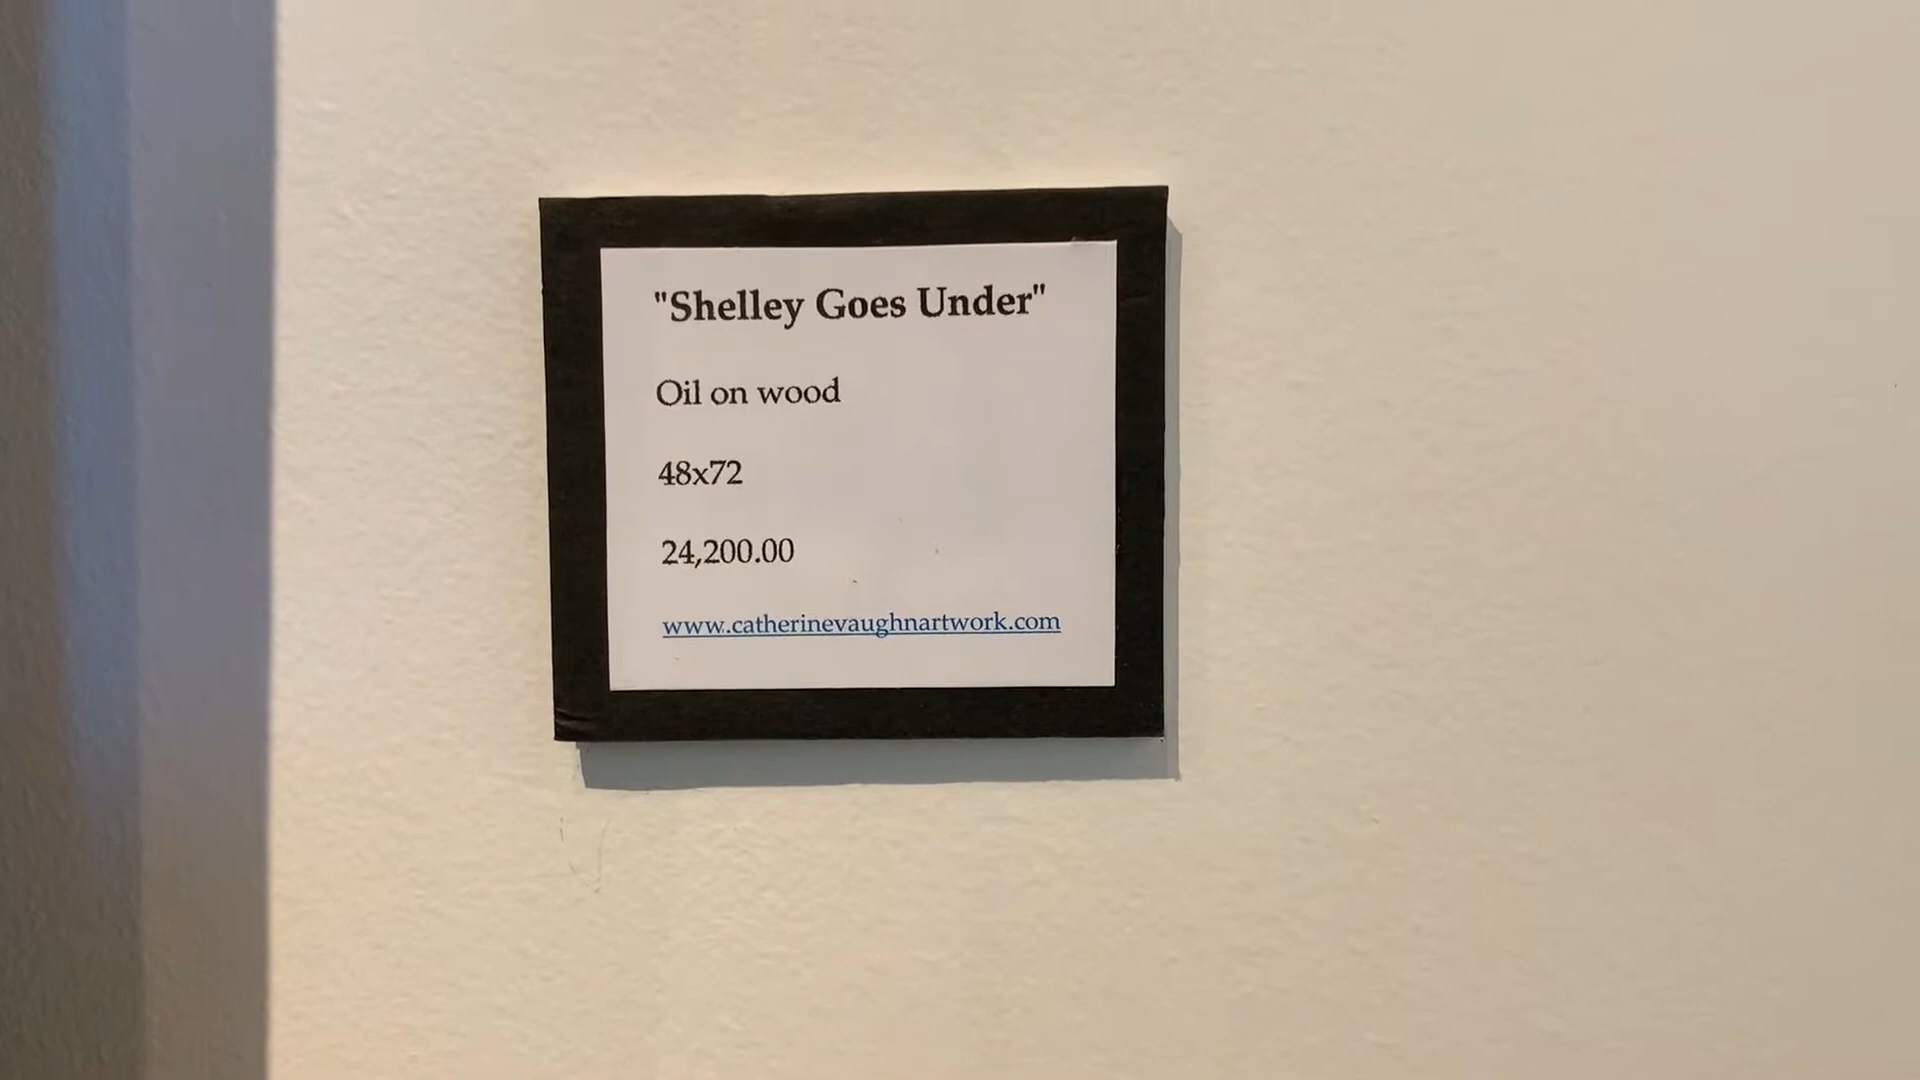 "Shelley Goes Under"
Oil on wood
48x72
24,200.00
www.catherinevaughnartwork.com